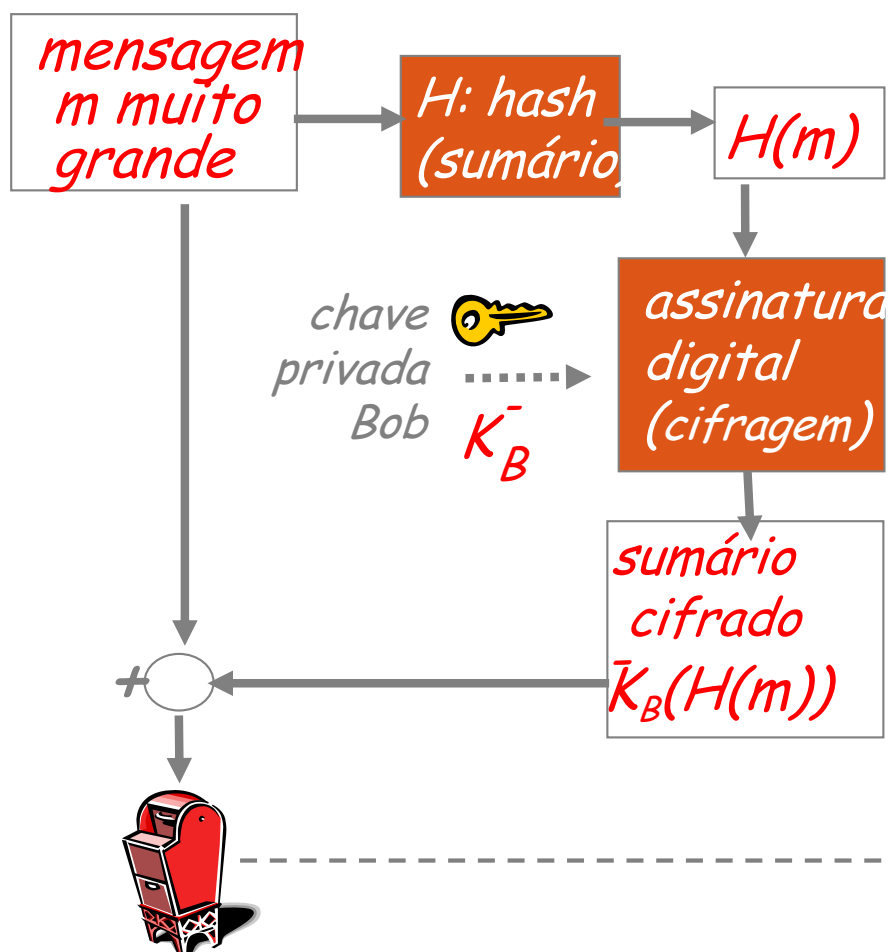 mensagem
m muito
grande
H: hash
(sumário)
H(m)
chave
privada
Bob
K⁻B
assinatura
digital
(cifragem)
sumário
cifrado
K⁻B(H(m))
+